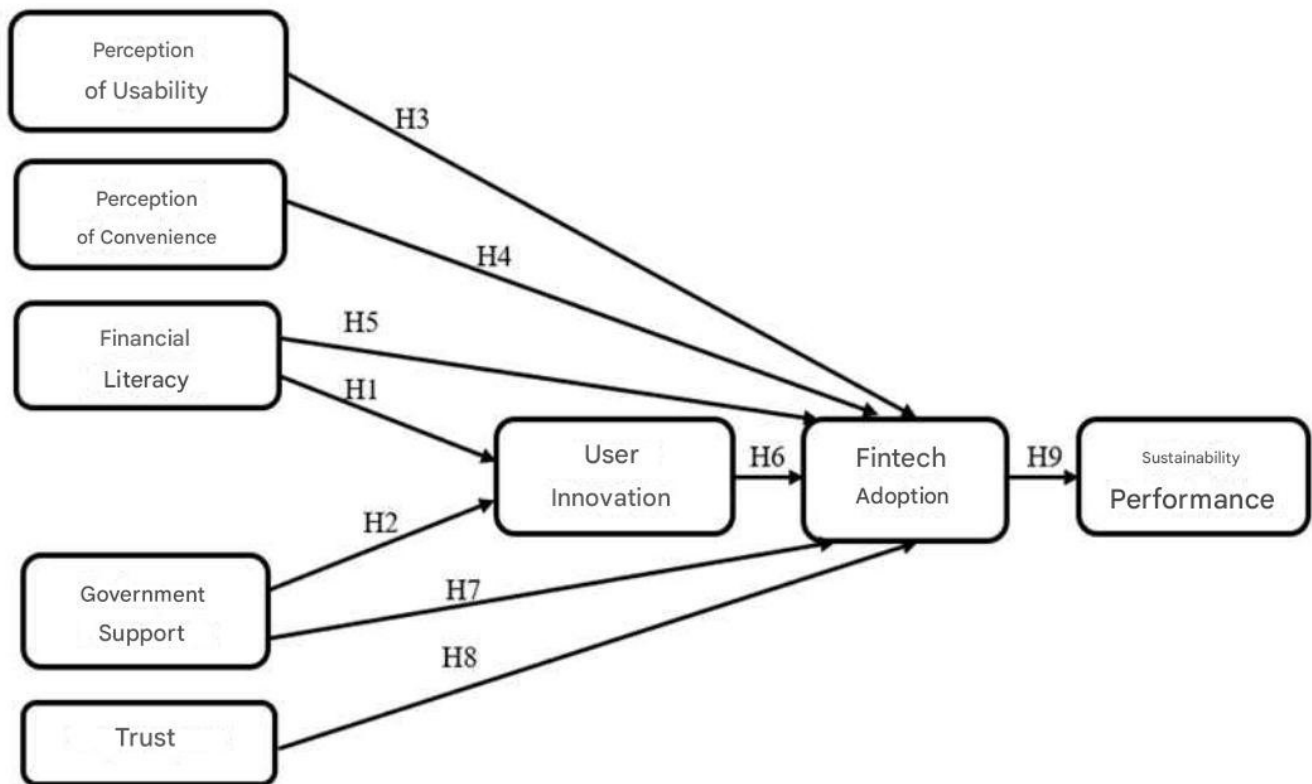 Perception
of Usability
H3
Perception
of Convenience
H4
Financial
Literacy
H5
H1
User
Innovation
H6
Fintech
Adoption
H9
Sustainability
Performance
H2
Government
Support
H7
H8
Trust